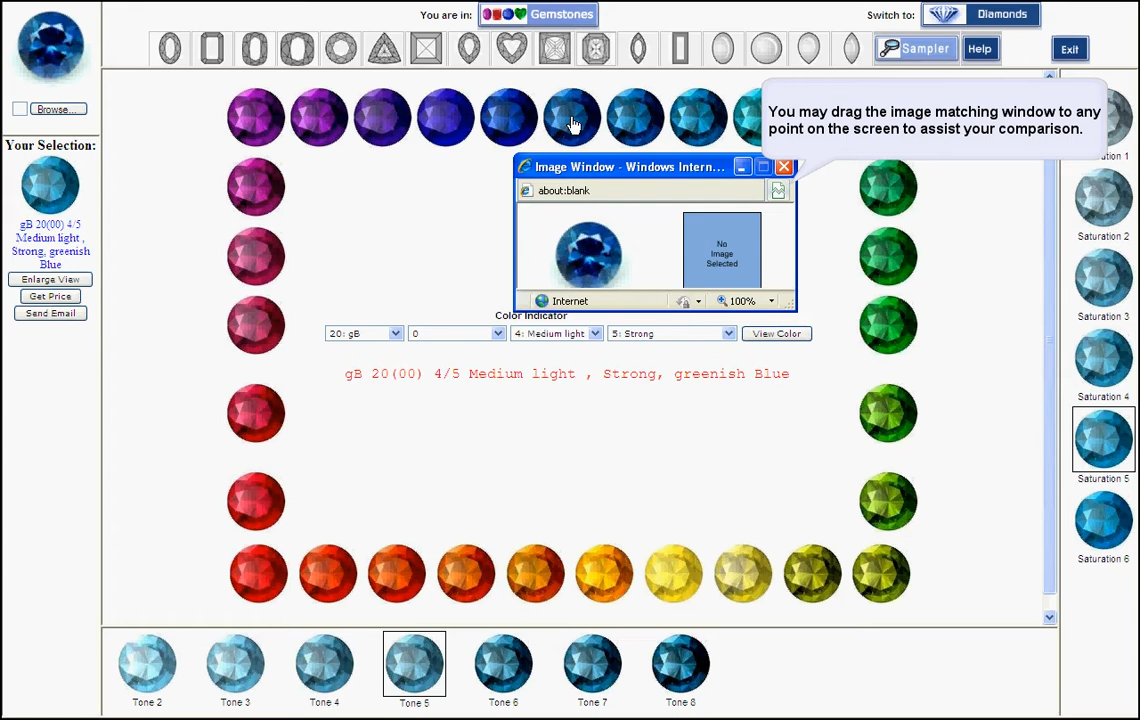 You are in:
Gemstones
Switch to:
Diamonds
Sampler
Help
Exit
Browse...
Your Selection:
gB 20(00) 4/5
Medium light ,
Strong, greenish
Blue
Enlarge View
Get Price
Send Email
You may drag the image matching window to any
point on the screen to assist your comparison.
Image Window - Windows Intern...
about:blank
No
Image
Selected
Internet
100%
Color Indicator
20: gB
0
4: Medium light
5: Strong
View Color
gB 20(00) 4/5 Medium light , Strong, greenish Blue
Saturation 2
Saturation 3
Saturation 4
Saturation 5
Saturation 6
Tone 2
Tone 3
Tone 4
Tone 5
Tone 6
Tone 7
Tone 8